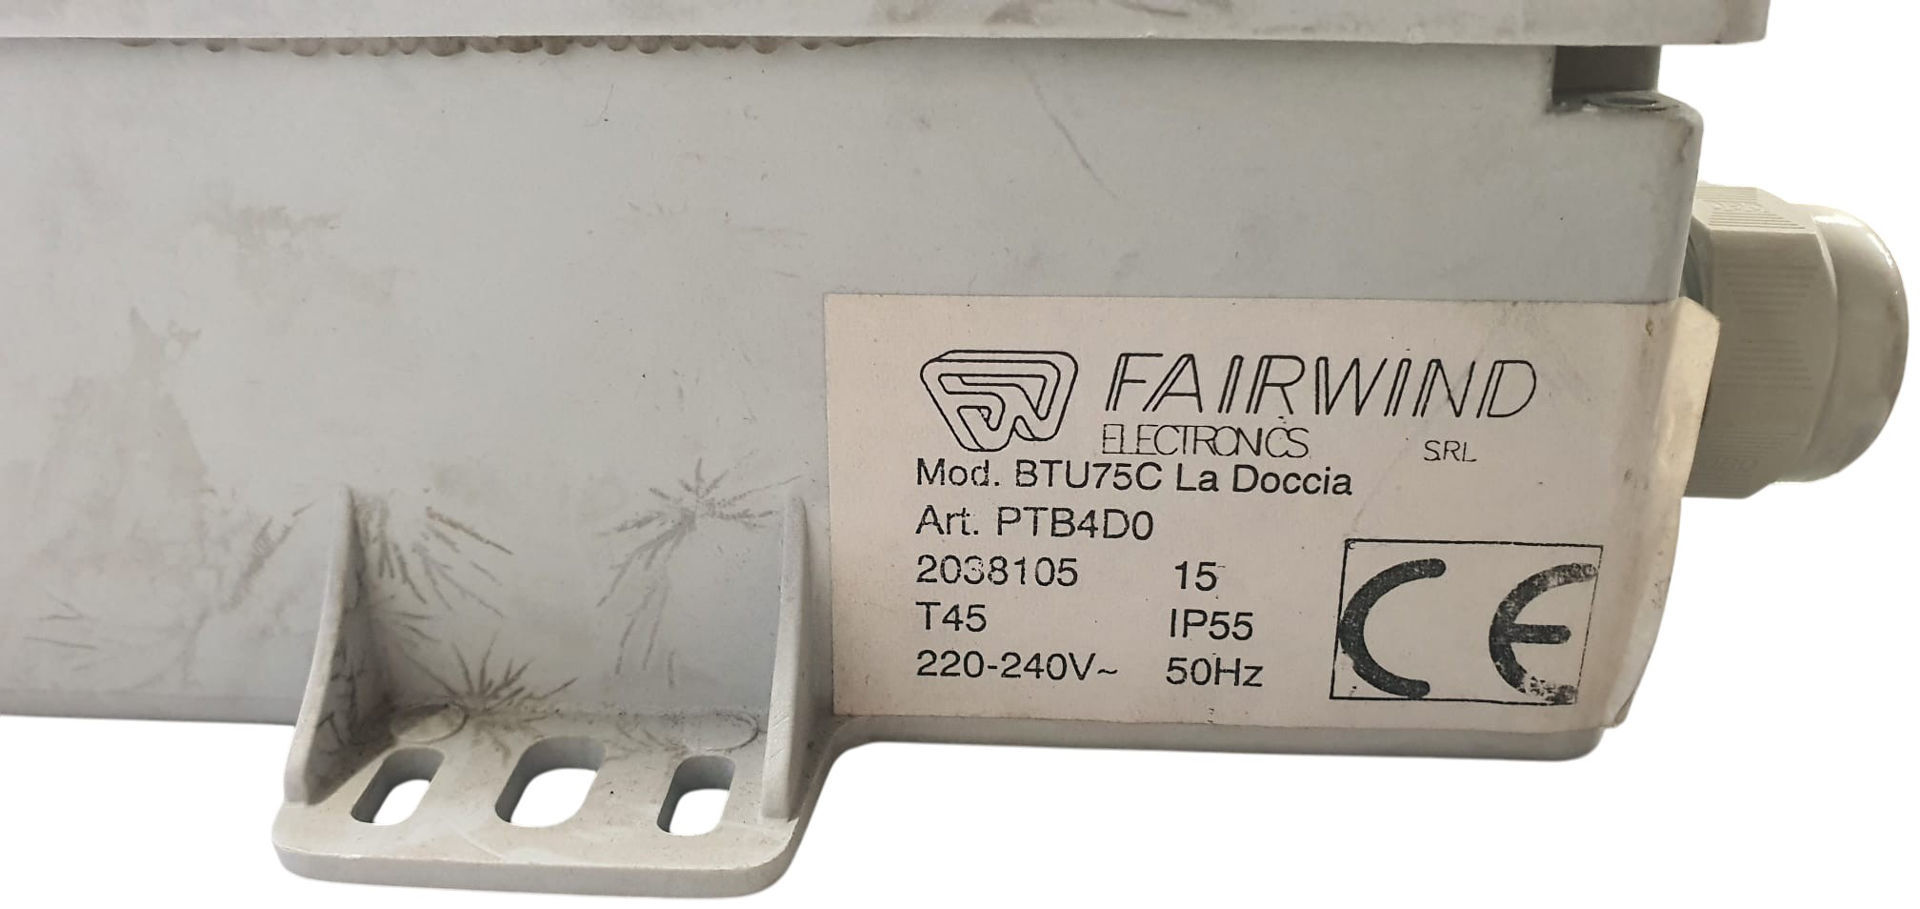 FAIRWIND
ELECTRONICS SRL
Mod. BTU75C La Doccia
Art. PTB4D0
2038105 15
T45 IP55
220-240V~ 50Hz
CE